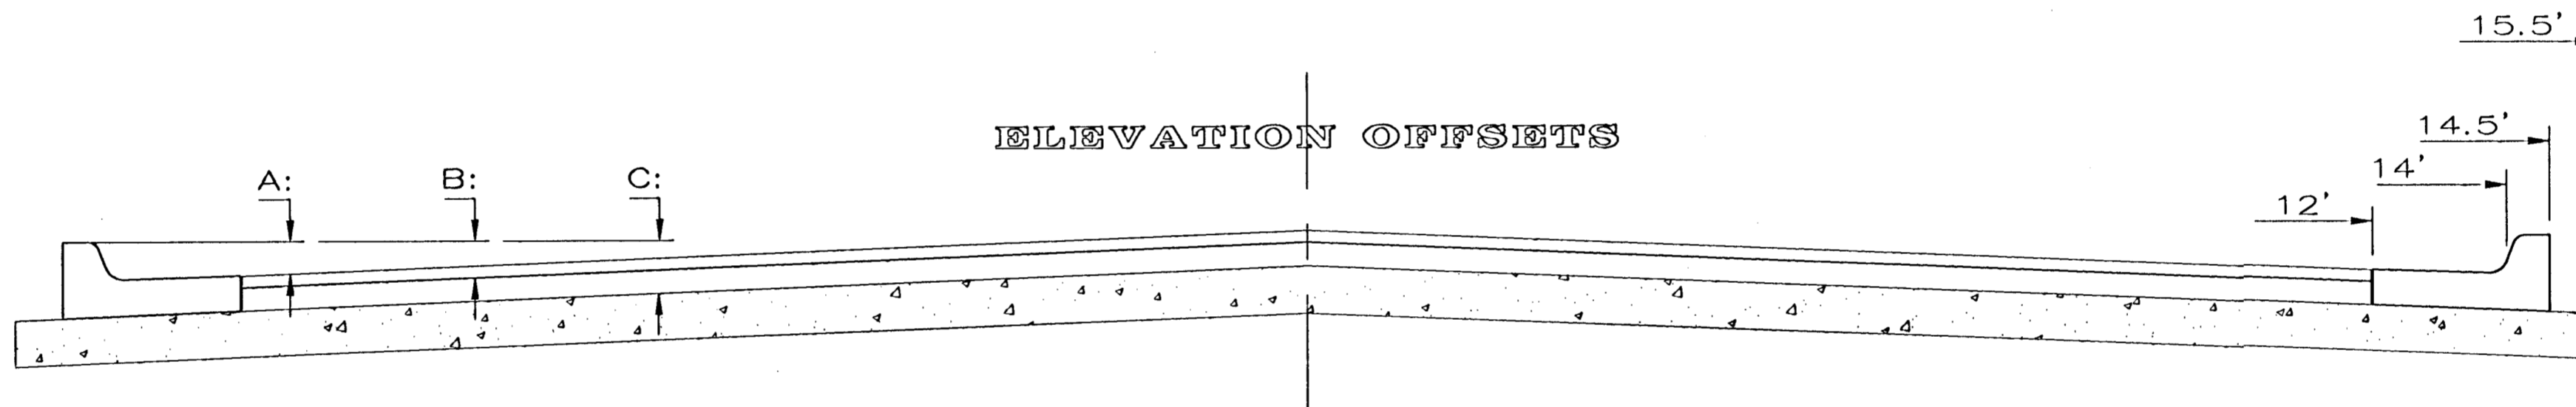 15.5'
ELEVATION OFFSETS
14.5'
A: B: C:
14'
12'